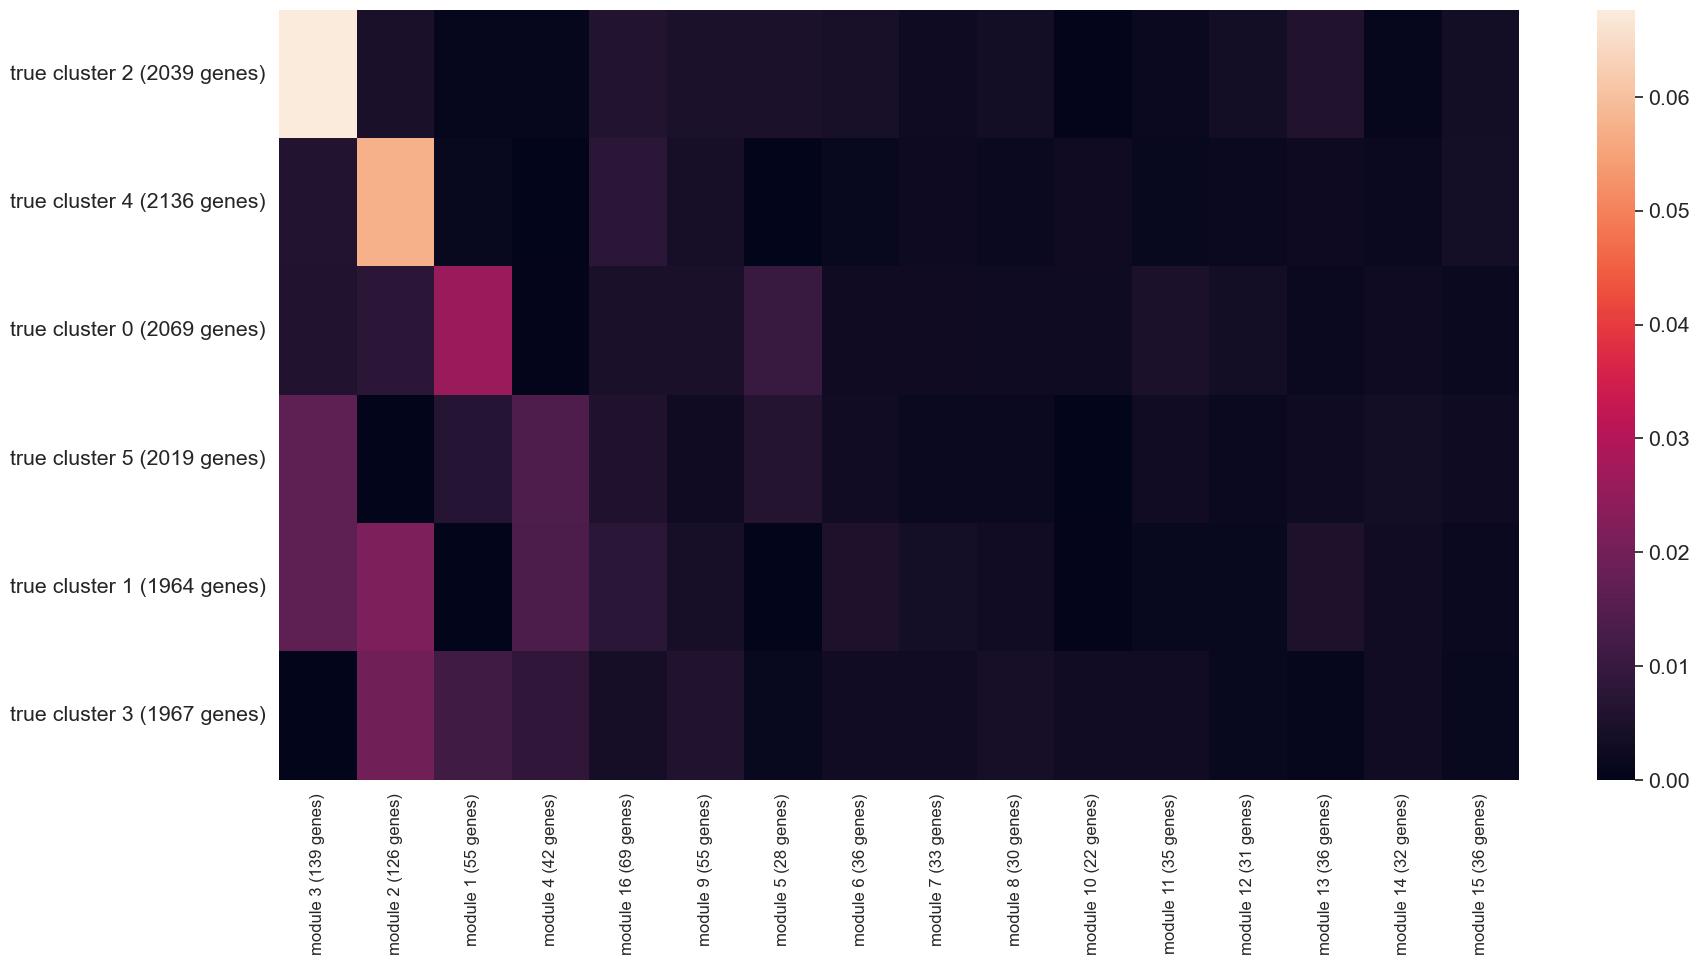 true cluster 2 (2039 genes)
true cluster 4 (2136 genes)
true cluster 0 (2069 genes)
true cluster 5 (2019 genes)
true cluster 1 (1964 genes)
true cluster 3 (1967 genes)
module 3 (139 genes)
module 2 (126 genes)
module 1 (55 genes)
module 4 (42 genes)
module 16 (69 genes)
module 9 (55 genes)
module 5 (28 genes)
module 6 (36 genes)
module 7 (33 genes)
module 8 (30 genes)
module 10 (22 genes)
module 11 (35 genes)
module 12 (31 genes)
module 13 (36 genes)
module 14 (32 genes)
module 15 (36 genes)
0.06
0.05
0.04
0.03
0.02
0.01
0.00